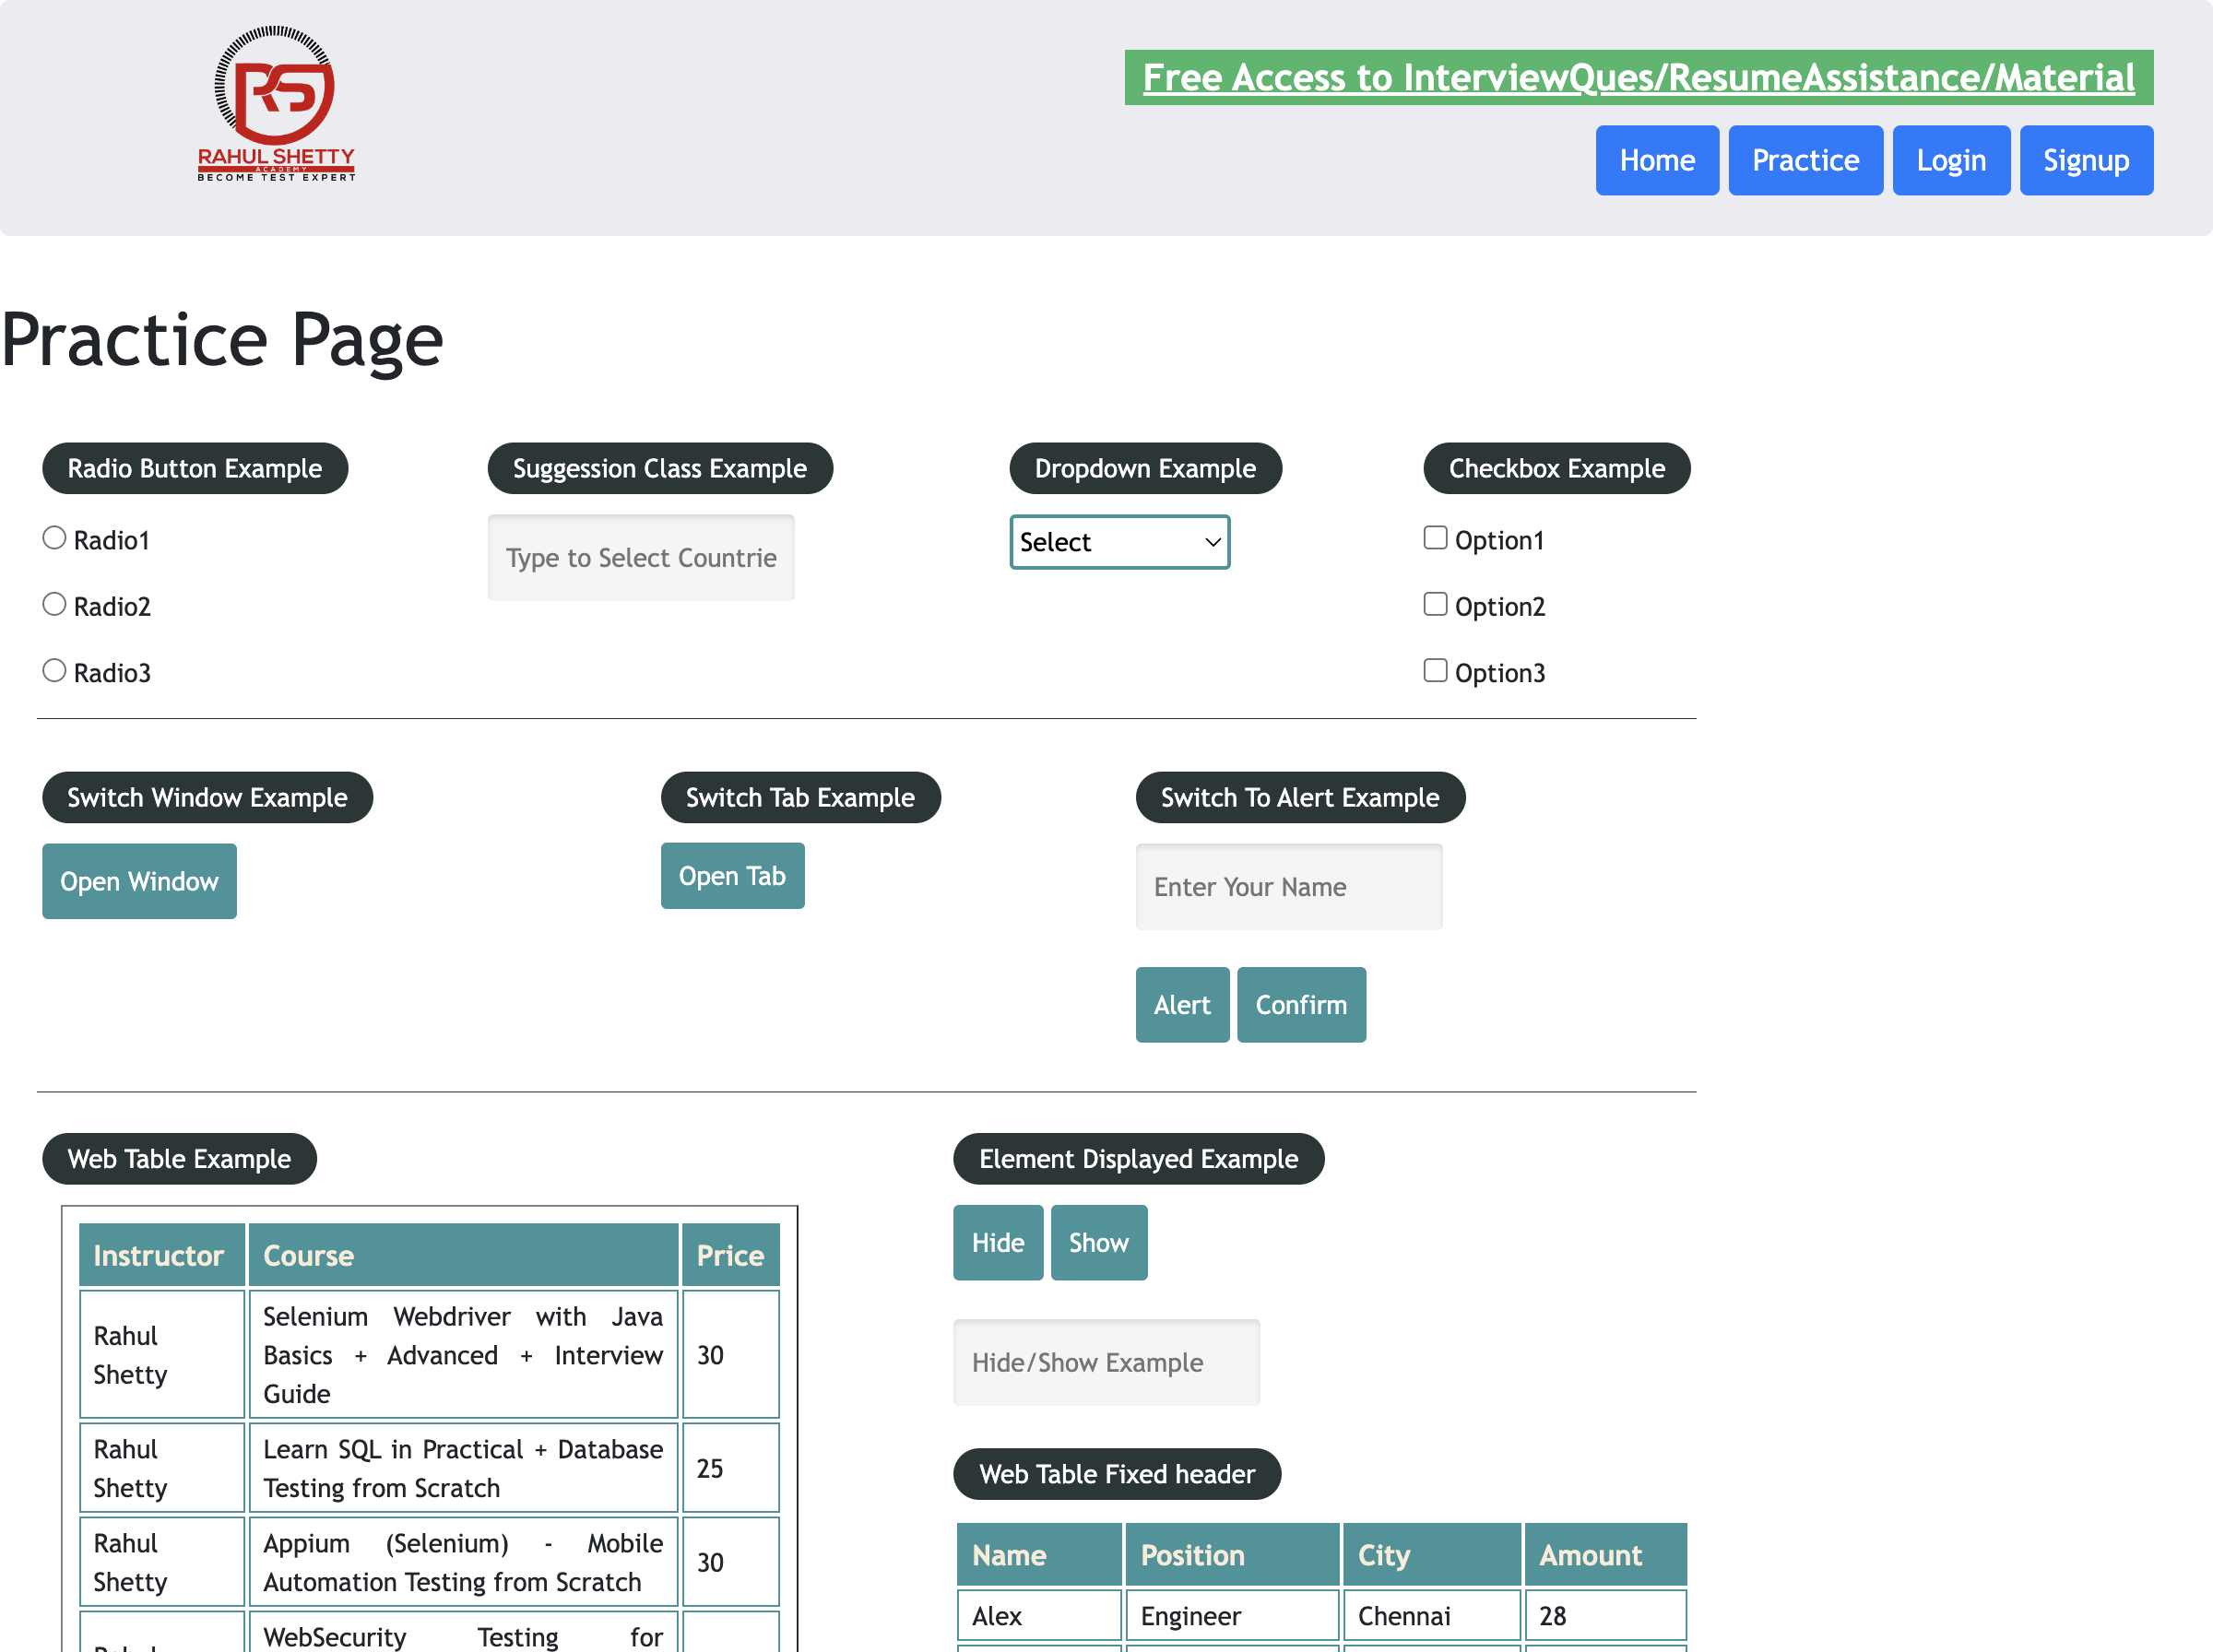 RS
RAHUL SHETTY
ACADEMY
BECOME TEST EXPERT
Free Access to InterviewQues/ResumeAssistance/Material
Home Practice Login Signup
Practice Page
Radio Button Example
Radio1
Radio2
Radio3
Suggession Class Example
Type to Select Countrie
Dropdown Example
Select
Checkbox Example
Option1
Option2
Option3
Switch Window Example
Open Window
Switch Tab Example
Open Tab
Switch To Alert Example
Enter Your Name
Alert Confirm
Web Table Example
Instructor Course Price
Rahul
Shetty
Selenium Webdriver with Java
Basics + Advanced + Interview
Guide
30
Rahul
Shetty
Learn SQL in Practical + Database
Testing from Scratch
25
Rahul
Shetty
Appium (Selenium) - Mobile
Automation Testing from Scratch
30
WebSecurity Testing for
Element Displayed Example
Hide Show
Hide/Show Example
Web Table Fixed header
Name Position City Amount
Alex Engineer Chennai 28